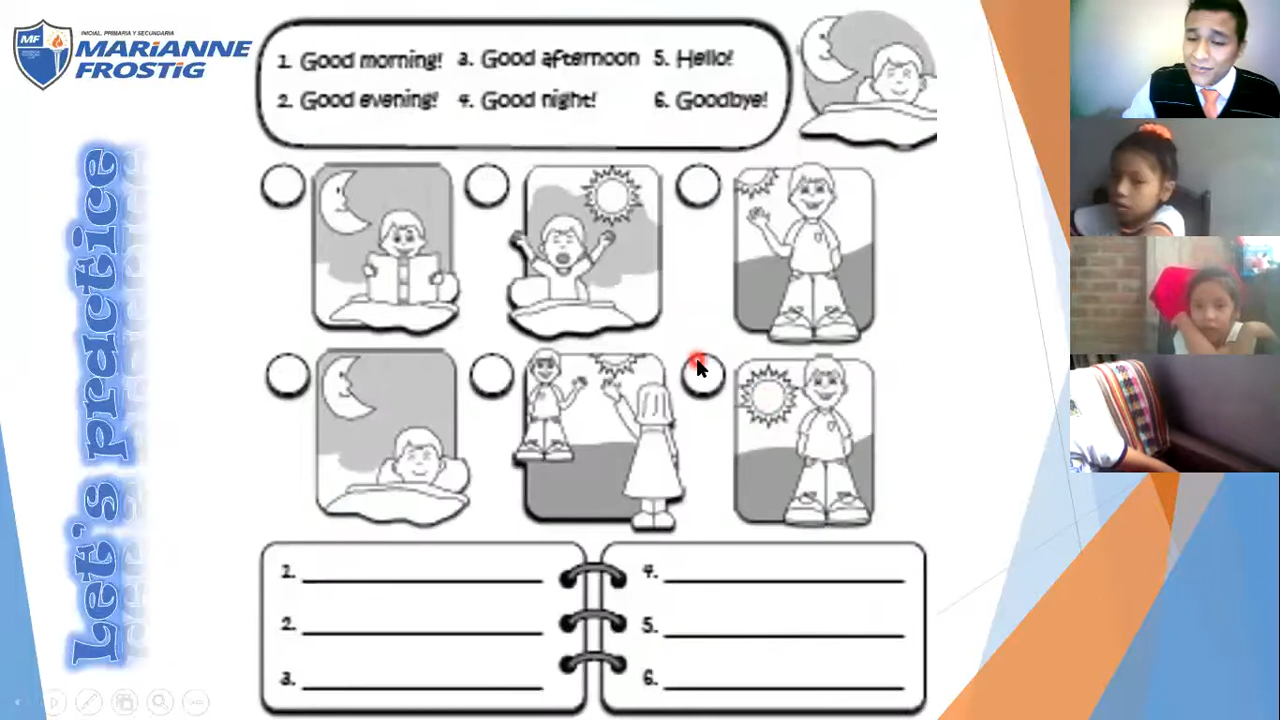 MF
INICIAL, PRIMARIA Y SECUNDARIA
MARiANNE
FROSTiG
Let's practice
1. Good morning! 3. Good afternoon 5. Hello!
2. Good evening! 4. Good night! 6. Goodbye!
1.
2.
3.
4.
5.
6.